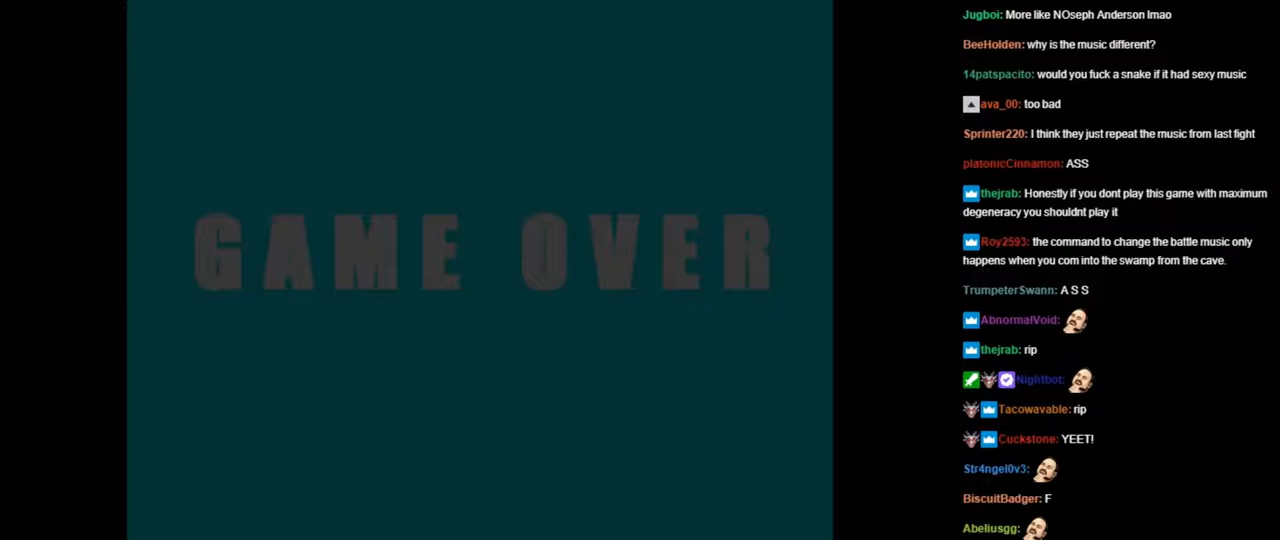 GAME OVER
Jugboi: More like NOseph Anderson lmao
BeeHolden: why is the music different?
14patspacito: would you fuck a snake if it had sexy music
ava_00: too bad
Sprinter220: I think they just repeat the music from last fight
platonicCinnamon: ASS
thejrab: Honestly if you dont play this game with maximum
degeneracy you shouldnt play it
Roy2593: the command to change the battle music only
happens when you com into the swamp from the cave.
TrumpeterSwann: A S S
AbnormalVoid:
thejrab: rip
Nightbot:
Tacowavable: rip
Cuckstone: YEET!
Str4ngel0v3:
BiscuitBadger: F
Abeliusgg: